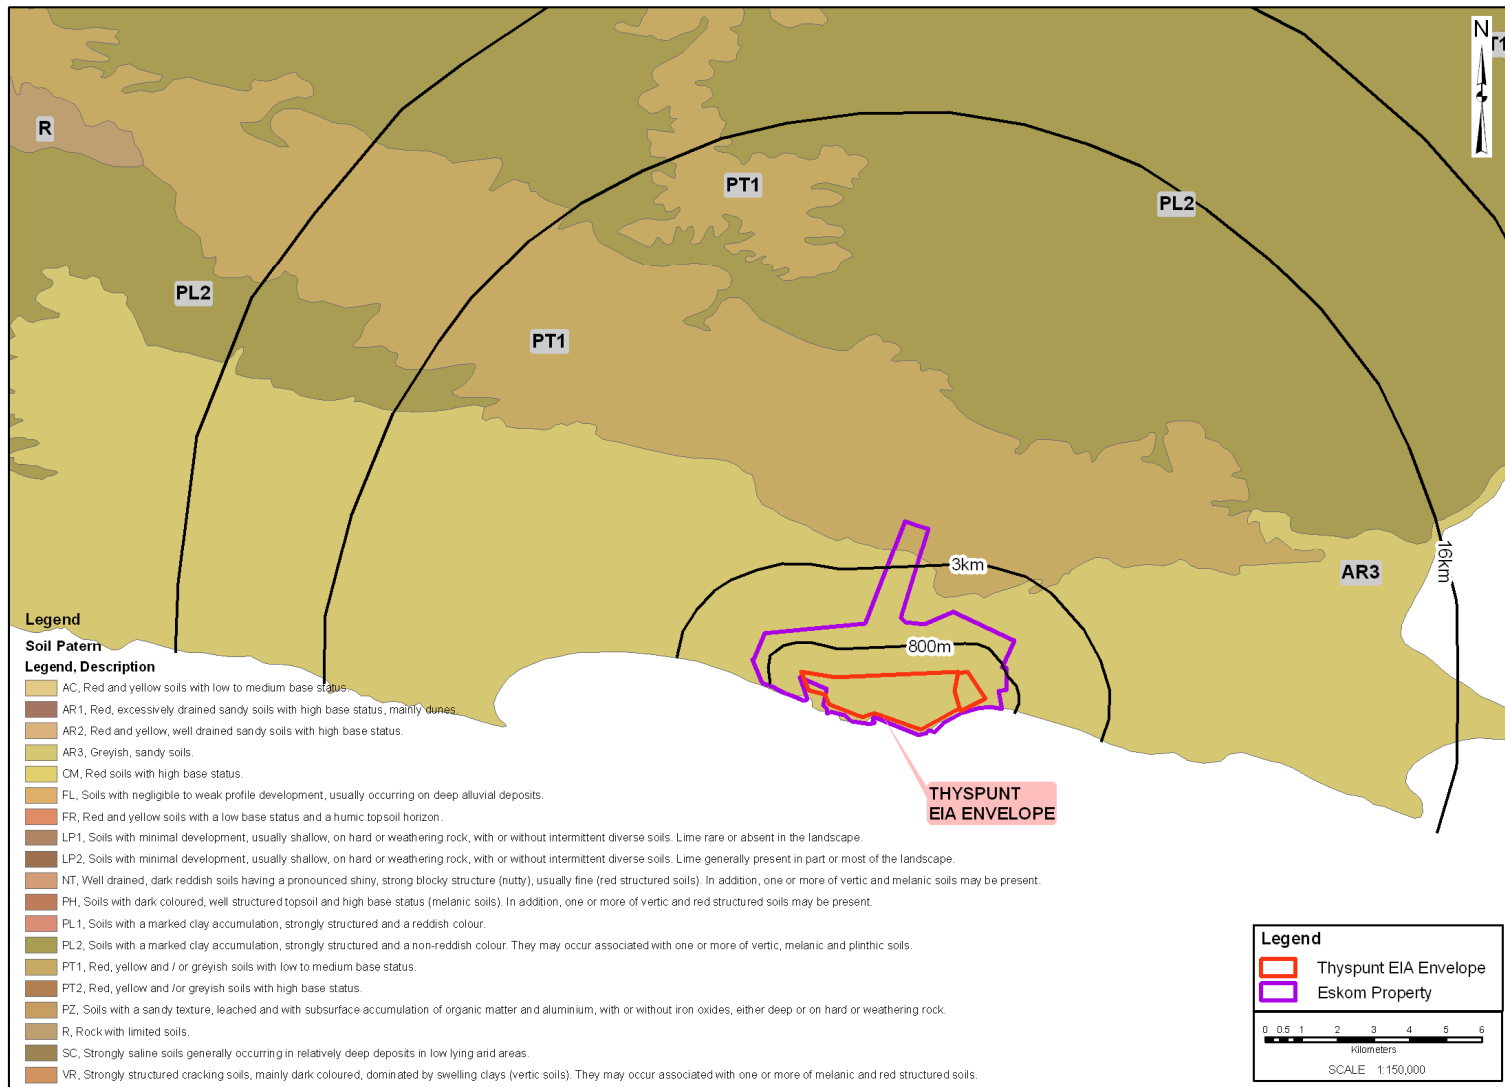 N
T1
R
PT1
PL2
PL2
PT1
3km
16km
AR3
800m
THYSPUNT
EIA ENVELOPE
Legend
Soil Patern
Legend, Description
AC, Red and yellow soils with low to medium base status.
AR1, Red, excessively drained sandy soils with high base status, mainly dunes.
AR2, Red and yellow, well drained sandy soils with high base status.
AR3, Greyish, sandy soils.
CM, Red soils with high base status.
FL, Soils with negligible to weak profile development, usually occurring on deep alluvial deposits.
FR, Red and yellow soils with a low base status and a humic topsoil horizon.
LP1, Soils with minimal development, usually shallow, on hard or weathering rock, with or without intermittent diverse soils. Lime rare or absent in the landscape.
LP2, Soils with minimal development, usually shallow, on hard or weathering rock, with or without intermittent diverse soils. Lime generally present in part or most of the landscape.
NT, Well drained, dark reddish soils having a pronounced shiny, strong blocky structure (nutty), usually fine (red structured soils). In addition, one or more of vertic and melanic soils may be present.
PH, Soils with dark coloured, well structured topsoil and high base status (melanic soils). In addition, one or more of vertic and red structured soils may be present.
PL1, Soils with a marked clay accumulation, strongly structured and a reddish colour.
PL2, Soils with a marked clay accumulation, strongly structured and a non-reddish colour. They may occur associated with one or more of vertic, melanic and plinthic soils.
PT1, Red, yellow and / or greyish soils with low to medium base status.
PT2, Red, yellow and /or greyish soils with high base status.
PZ, Soils with a sandy texture, leached and with subsurface accumulation of organic matter and aluminium, with or without iron oxides, either deep or on hard or weathering rock.
R, Rock with limited soils.
SC, Strongly saline soils generally occurring in relatively deep deposits in low lying arid areas.
VR, Strongly structured cracking soils, mainly dark coloured, dominated by swelling clays (vertic soils). They may occur associated with one or more of melanic and red structured soils.
Legend
Thyspunt EIA Envelope
Eskom Property
0 0.5 1 2 3 4 5 6
Kilometers
SCALE 1:150,000